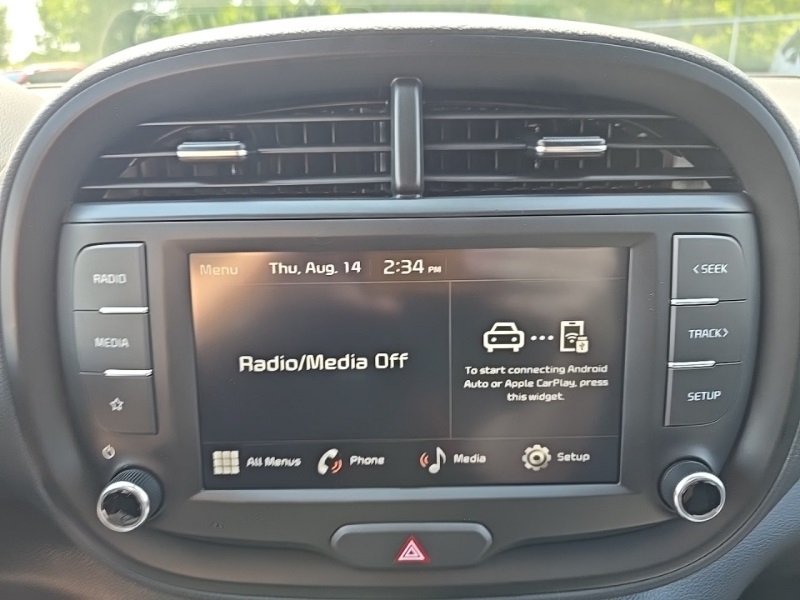 Menu Thu, Aug. 14 2:34 PM
RADIO
MEDIA
Radio/Media Off
To start connecting Android
Auto or Apple CarPlay, press
this widget.
All Menus Phone Media Setup
< SEEK
TRACK >
SETUP